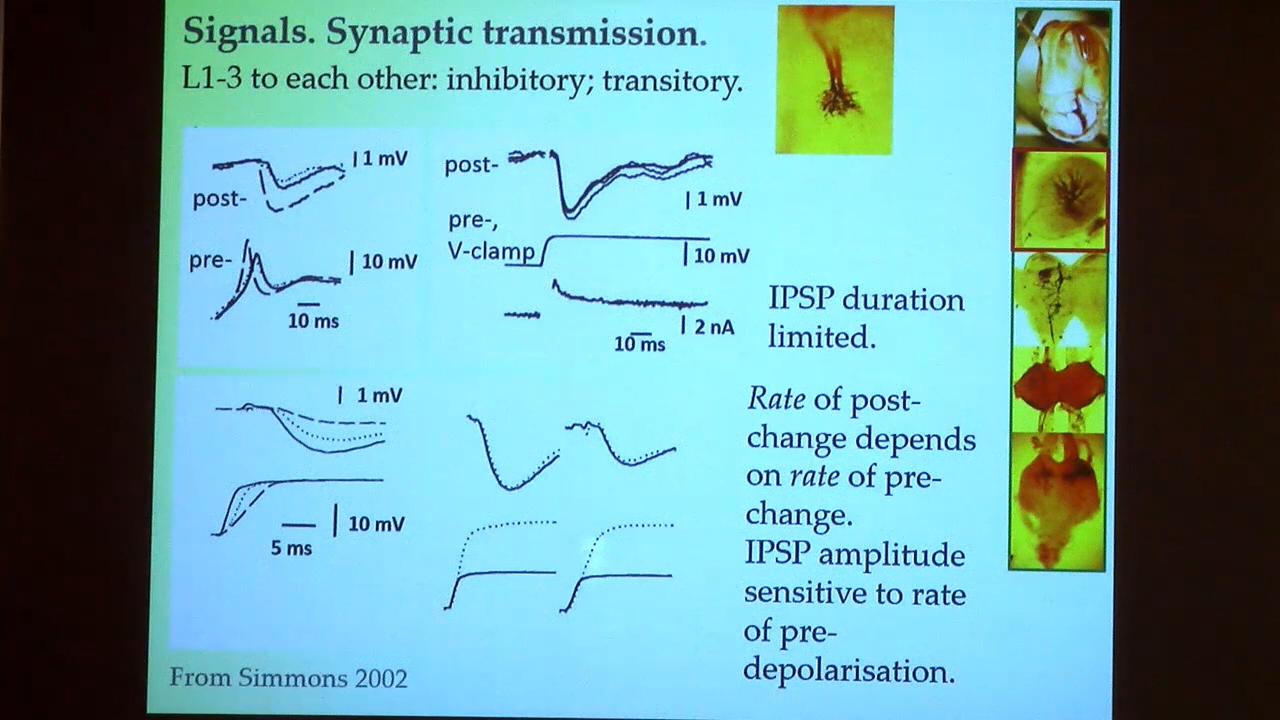 Signals. Synaptic transmission.
L1-3 to each other: inhibitory; transitory.
1 mV
post-
pre-
10 mV
10 ms
post-
1 mV
pre-,
V-clamp
10 mV
2 nA
10 ms
IPSP duration
limited.
1 mV
10 mV
5 ms
Rate of post-
change depends
on rate of pre-
change.
IPSP amplitude
sensitive to rate
of pre-
depolarisation.
From Simmons 2002